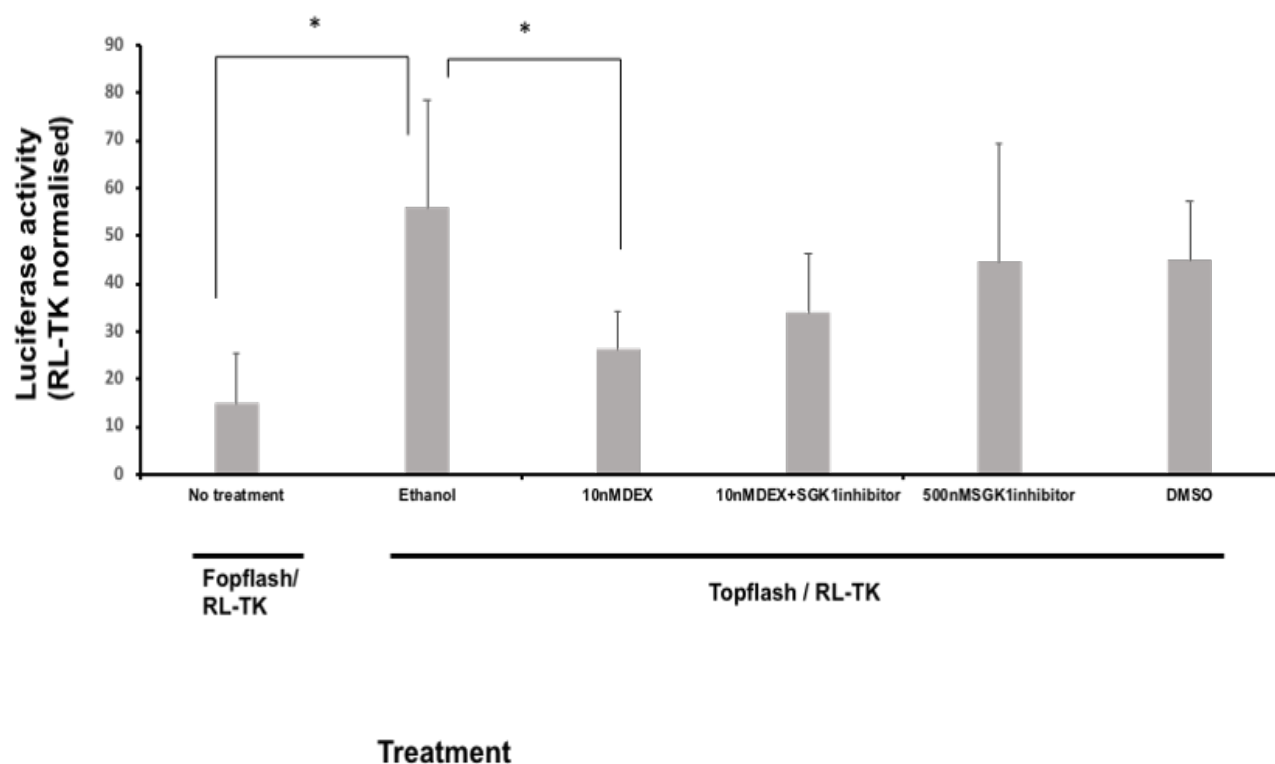 *
*
90
80
70
60
50
40
30
20
10
0
Luciferase activity
(RL-TK normalised)
No treatment
Ethanol
10nMDEX
10nMDEX+SGK1inhibitor
500nMSGK1inhibitor
DMSO
Fopflash/
RL-TK
Topflash / RL-TK
Treatment